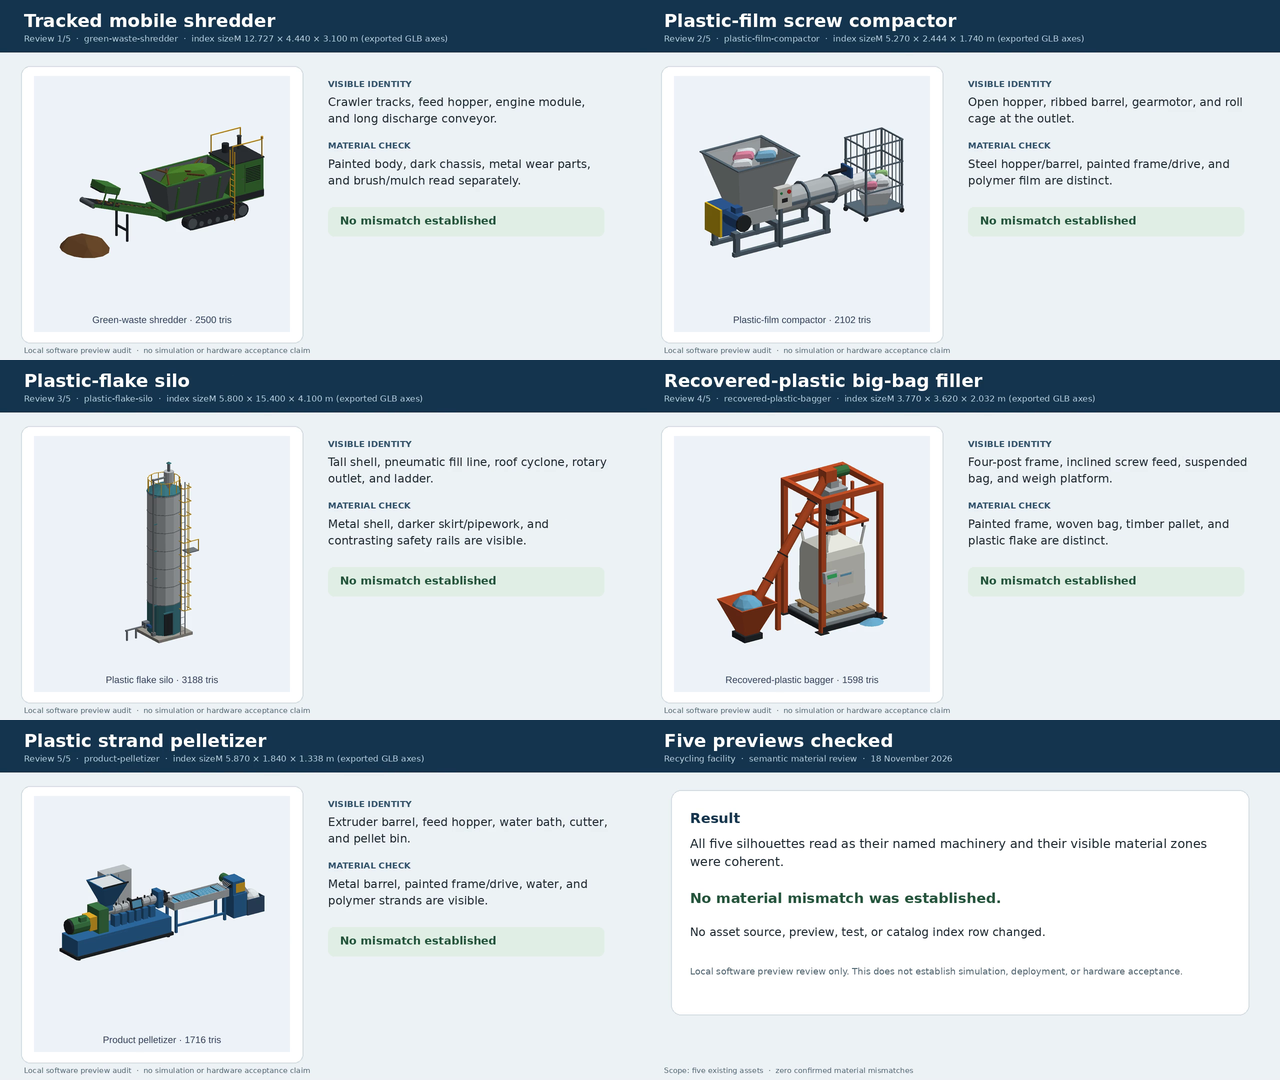 Tracked mobile shredder
Review 1/5 · green-waste-shredder · index sizeM 12.727 × 4.440 × 3.100 m (exported GLB axes)
VISIBLE IDENTITY
Crawler tracks, feed hopper, engine module,
and long discharge conveyor.
MATERIAL CHECK
Painted body, dark chassis, metal wear parts,
and brush/mulch read separately.
No mismatch established
Green-waste shredder · 2500 tris
Local software preview audit · no simulation or hardware acceptance claim
Plastic-film screw compactor
Review 2/5 · plastic-film-compactor · index sizeM 5.270 × 2.444 × 1.740 m (exported GLB axes)
VISIBLE IDENTITY
Open hopper, ribbed barrel, gearmotor, and roll
cage at the outlet.
MATERIAL CHECK
Steel hopper/barrel, painted frame/drive, and
polymer film are distinct.
No mismatch established
Plastic-film compactor · 2102 tris
Local software preview audit · no simulation or hardware acceptance claim
Plastic-flake silo
Review 3/5 · plastic-flake-silo · index sizeM 5.800 × 15.400 × 4.100 m (exported GLB axes)
VISIBLE IDENTITY
Tall shell, pneumatic fill line, roof cyclone, rotary
outlet, and ladder.
MATERIAL CHECK
Metal shell, darker skirt/pipework, and
contrasting safety rails are visible.
No mismatch established
Plastic flake silo · 3188 tris
Local software preview audit · no simulation or hardware acceptance claim
Recovered-plastic big-bag filler
Review 4/5 · recovered-plastic-bagger · index sizeM 3.770 × 3.620 × 2.032 m (exported GLB axes)
VISIBLE IDENTITY
Four-post frame, inclined screw feed, suspended
bag, and weigh platform.
MATERIAL CHECK
Painted frame, woven bag, timber pallet, and
plastic flake are distinct.
No mismatch established
Recovered-plastic bagger · 1598 tris
Local software preview audit · no simulation or hardware acceptance claim
Plastic strand pelletizer
Review 5/5 · product-pelletizer · index sizeM 5.870 × 1.840 × 1.338 m (exported GLB axes)
VISIBLE IDENTITY
Extruder barrel, feed hopper, water bath, cutter,
and pellet bin.
MATERIAL CHECK
Metal barrel, painted frame/drive, water, and
polymer strands are visible.
No mismatch established
Product pelletizer · 1716 tris
Local software preview audit · no simulation or hardware acceptance claim
Five previews checked
Recycling facility · semantic material review · 18 November 2026
Result
All five silhouettes read as their named machinery and their visible material zones
were coherent.
No material mismatch was established.
No asset source, preview, test, or catalog index row changed.
Local software preview review only. This does not establish simulation, deployment, or hardware acceptance.
Scope: five existing assets · zero confirmed material mismatches